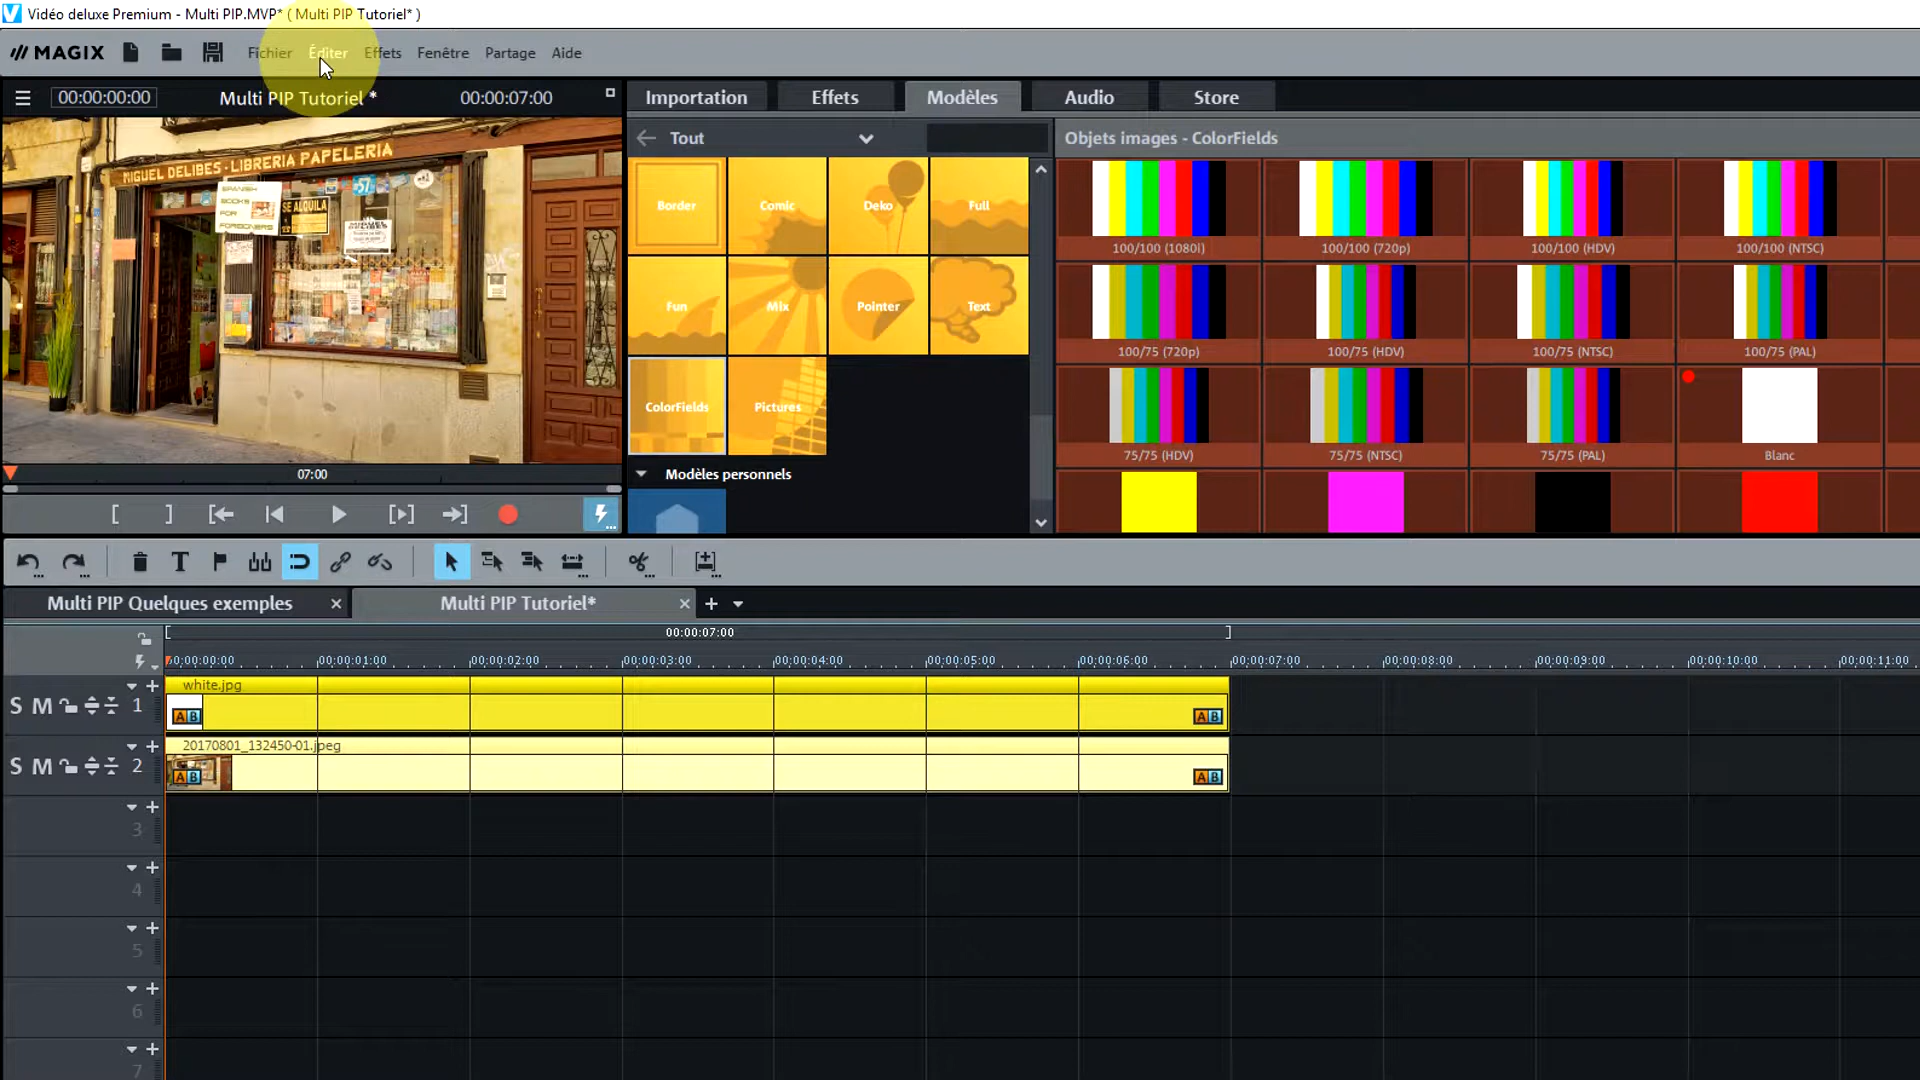 Vidéo deluxe Premium - Multi PIP.MVP* ( Multi PIP Tutoriel* )
MAGIX
Fichier Éditer Effets Fenêtre Partage Aide
00:00:00:00
Multi PIP Tutoriel *
00:00:07:00
Importation
Effets
Modèles
Audio
Store
Tout
Objets images - ColorFields
MIGUEL DELIBES - LIBRERIA PAPELERIA
SPANISH
BOOKS
FOR
FOREIGNERS
SE ALQUILA
#57
MIGUEL
DELIBES
Border
Comic
Deko
Full
Fun
Mix
Pointer
Text
ColorFields
Pictures
Modèles personnels
100/100 (1080I)
100/100 (720p)
100/100 (HDV)
100/100 (NTSC)
100/75 (720p)
100/75 (HDV)
100/75 (NTSC)
100/75 (PAL)
75/75 (HDV)
75/75 (NTSC)
75/75 (PAL)
Blanc
07:00
Multi PIP Quelques exemples
Multi PIP Tutoriel*
00:00:07:00
00:00:00:00 00:00:01:00 00:00:02:00 00:00:03:00 00:00:04:00 00:00:05:00 00:00:06:00 00:00:07:00 00:00:08:00 00:00:09:00 00:00:10:00 00:00:11:00
white.jpg
S M 1
A B
A B
20170801_132450-01.jpeg
S M 2
A B
A B
3
4
5
6
7